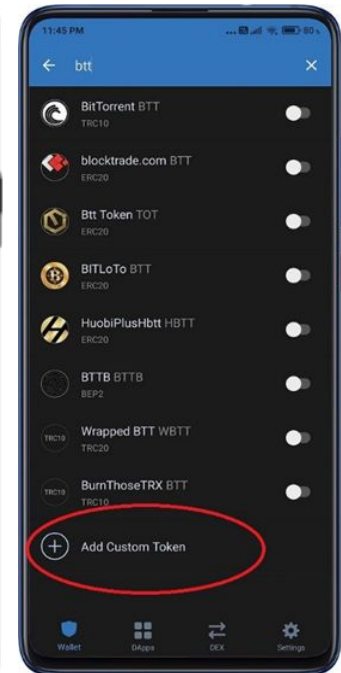 11:45 PM
80
btt
BitTorrent BTT
TRC10
blocktrade.com BTT
ERC20
Btt Token TOT
ERC20
BITLoTo BTT
ERC20
HuobiPlusHbtt HBTT
ERC20
BTTB BTTB
BEP2
Wrapped BTT WBTT
TRC10
TRC20
BurnThoseTRX BTT
TRC10
TRC10
Add Custom Token
Wallet DApps DEX Settings